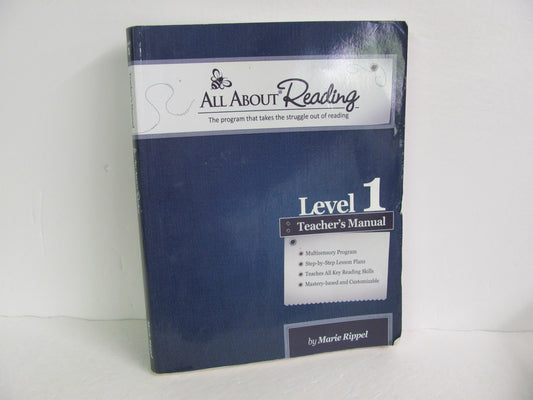 All About® Reading™
The program that takes the struggle out of reading
Level 1
Teacher's Manual
Multisensory Program
Step-by-Step Lesson Plans
Teaches All Key Reading Skills
Mastery-based and Customizable
by Marie Rippel